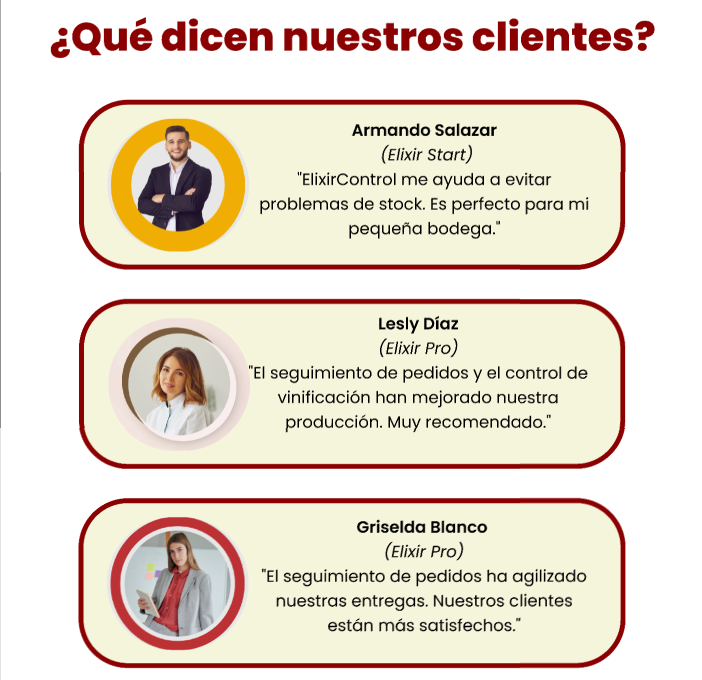 ¿Qué dicen nuestros clientes?
Armando Salazar
(Elixir Start)
"ElixirControl me ayuda a evitar
problemas de stock. Es perfecto para mi
pequeña bodega."
Lesly Díaz
(Elixir Pro)
"El seguimiento de pedidos y el control de
vinificación han mejorado nuestra
producción. Muy recomendado."
Griselda Blanco
(Elixir Pro)
"El seguimiento de pedidos ha agilizado
nuestras entregas. Nuestros clientes
están más satisfechos."